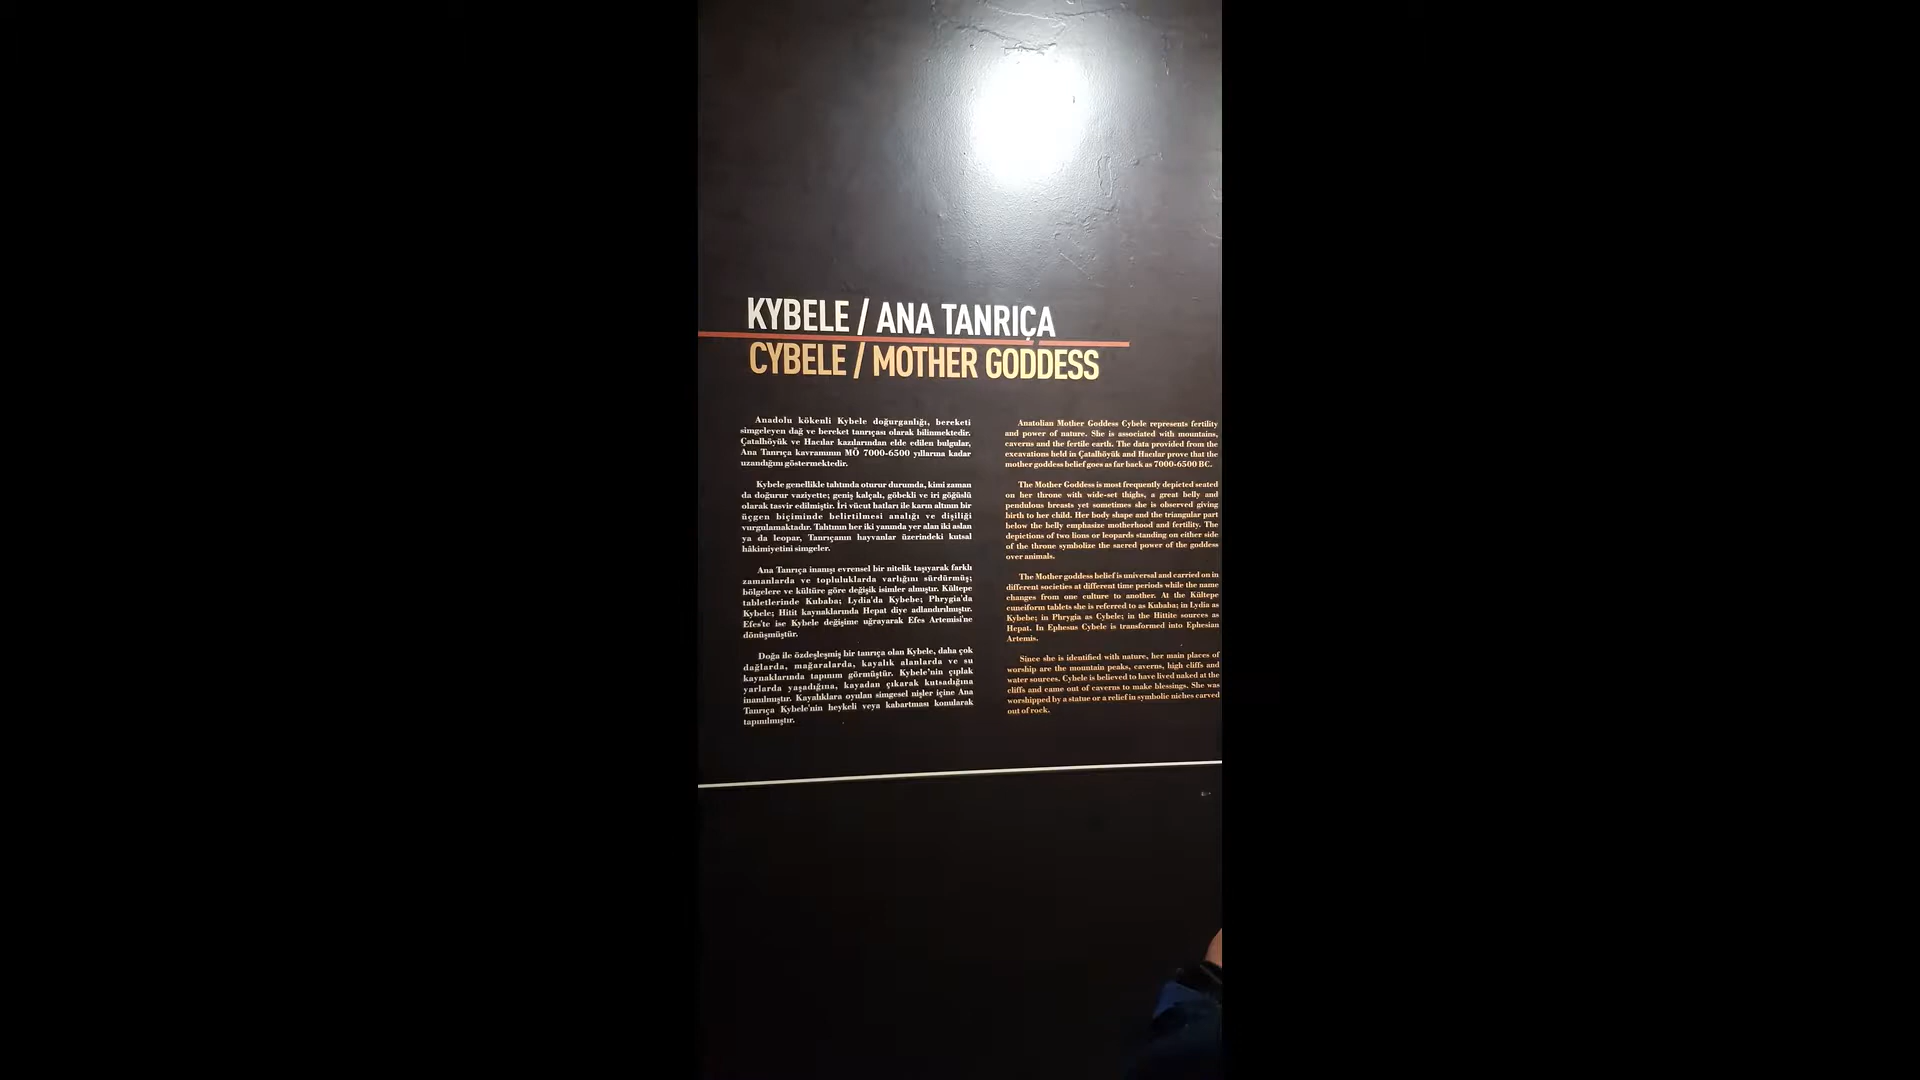 KYBELE / ANA TANRIÇA
CYBELE / MOTHER GODDESS
Anadolu kökenli Kybele doğurganlığı, bereketi
simgeleyen dağ ve bereket tanrıçası olarak bilinmektedir.
Çatalhöyük ve Hacılar kazılarından elde edilen bulgular,
Ana Tanrıça kavramının MÖ 7000-6500 yıllarına kadar
uzandığını göstermektedir.
Kybele genellikle tahtında oturur durumda, kimi zaman
da doğurur vaziyette; geniş kalçalı, göbekli ve iri göğüslü
olarak tasvir edilmiştir. İri vücut hatları ile karın altının bir
üçgen biçiminde belirtilmesi analığı ve dişiliği
vurgulamaktadır. Tahtının her iki yanında yer alan iki aslan
ya da leopar, Tanrıçanın hayvanlar üzerindeki kutsal
hâkimiyetini simgeler.
Ana Tanrıça inanışı evrensel bir nitelik taşıyarak farklı
zamanlarda ve topluluklarda varlığını sürdürmüş;
bölgelere ve kültüre göre değişik isimler almıştır. Kültepe
tabletlerinde Kubaba; Lydia'da Kybebe; Phrygia'da
Kybele; Hitit kaynaklarında Hepat diye adlandırılmıştır.
Efes'te ise Kybele değişime uğrayarak Efes Artemisi'ne
dönüşmüştür.
Doğa ile özdeşleşmiş bir tanrıça olan Kybele, daha çok
dağlarda, mağaralarda, kayalık alanlarda ve su
kaynaklarında tapınım görmüştür. Kybele'nin çıplak
yarlarda yaşadığına, kayadan çıkarak kutsadığına
inanılmıştır. Kayalıklara oyulan simgesel nişler içine Ana
Tanrıça Kybele'nin heykeli veya kabartması konularak
tapınılmıştır.
Anatolian Mother Goddess Cybele represents fertility
and power of nature. She is associated with mountains,
caverns and the fertile earth. The data provided from the
excavations held in Çatalhöyük and Hacılar prove that the
mother goddess belief goes as far back as 7000-6500 BC.
The Mother Goddess is most frequently depicted seated
on her throne with wide-set thighs, a great belly and
pendulous breasts yet sometimes she is observed giving
birth to her child. Her body shape and the triangular part
below the belly emphasize motherhood and fertility. The
depictions of two lions or leopards standing on either side
of the throne symbolize the sacred power of the goddess
over animals.
The Mother goddess belief is universal and carried on in
different societies at different time periods while the name
changes from one culture to another. At the Kültepe
cuneiform tablets she is referred to as Kubaba; in Lydia as
Kybebe; in Phrygia as Cybele; in the Hittite sources as
Hepat. In Ephesus Cybele is transformed into Ephesian
Artemis.
Since she is identified with nature, her main places of
worship are the mountain peaks, caverns, high cliffs and
water sources. Cybele is believed to have lived naked at the
cliffs and came out of caverns to make blessings. She was
worshipped by a statue or a relief in symbolic niches carved
out of rock.